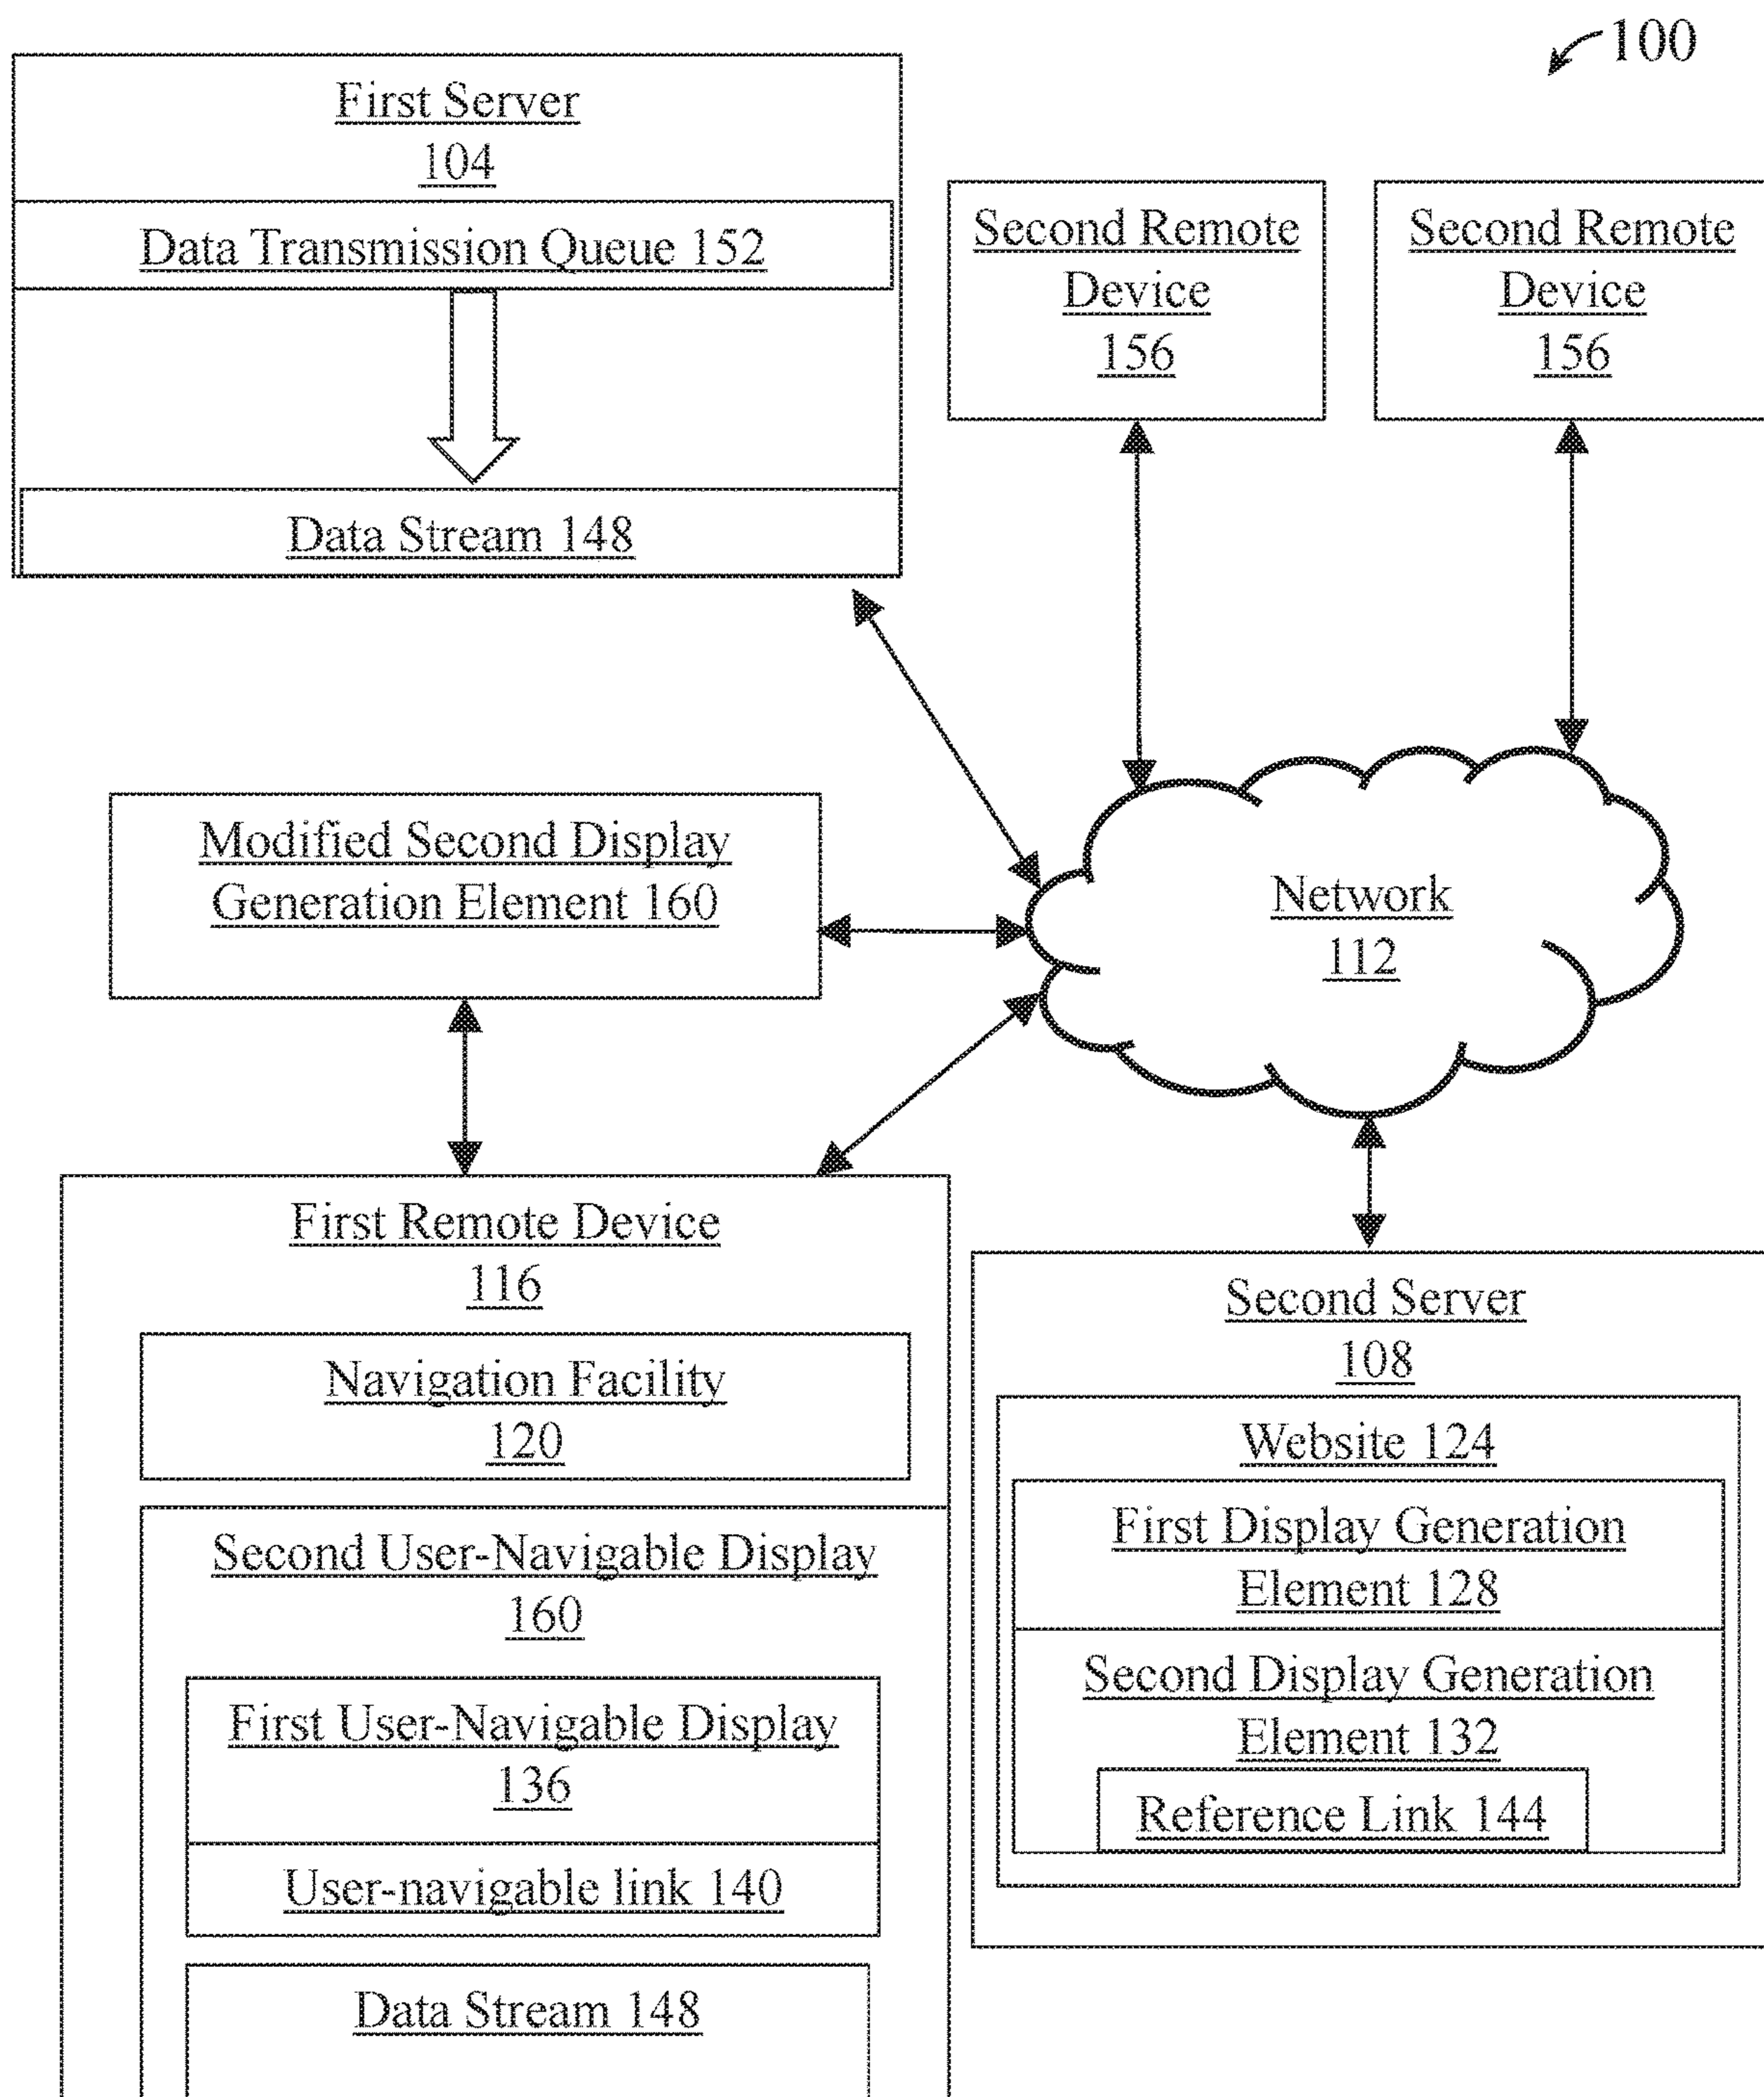 100
First Server
104
Data Transmission Queue 152
Data Stream 148
Second Remote
Device
156
Second Remote
Device
156
Modified Second Display
Generation Element 160
Network
112
First Remote Device
116
Navigation Facility
120
Second User-Navigable Display
160
First User-Navigable Display
136
User-navigable link 140
Data Stream 148
Second Server
108
Website 124
First Display Generation
Element 128
Second Display Generation
Element 132
Reference Link 144